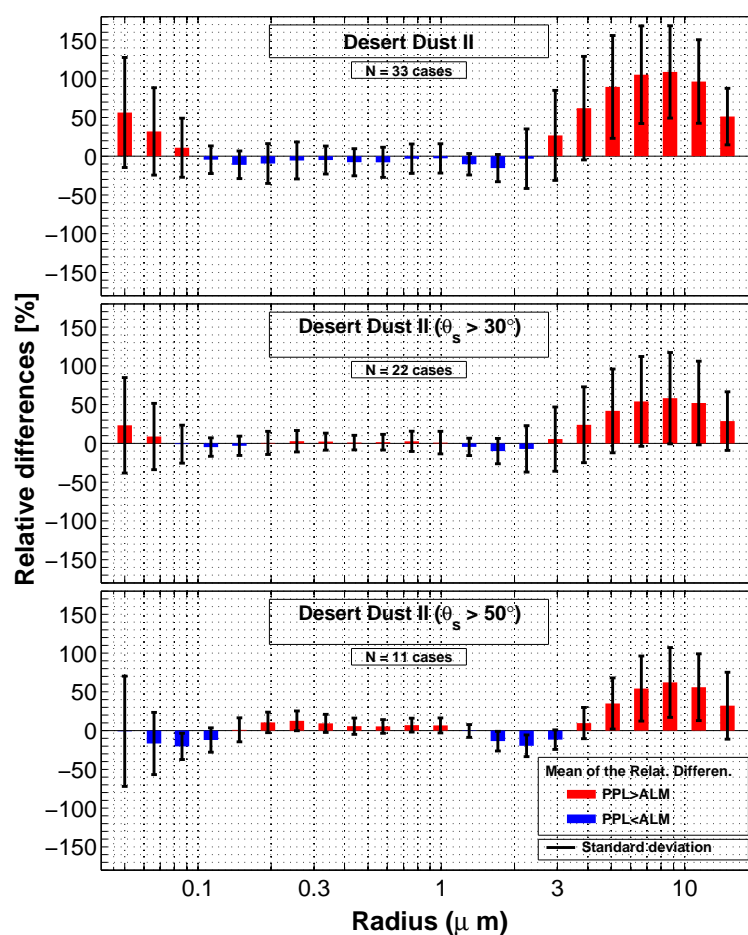 Relative differences [%]
Desert Dust II
N = 33 cases
150
100
50
0
−50
−100
−150
Desert Dust II (θs > 30°)
N = 22 cases
150
100
50
0
−50
−100
−150
Desert Dust II (θs > 50°)
N = 11 cases
150
100
50
0
−50
−100
−150
Mean of the Relat. Differen.
PPL>ALM
PPL<ALM
Standard deviation
0.1 0.3 1 3 10
Radius (μ m)